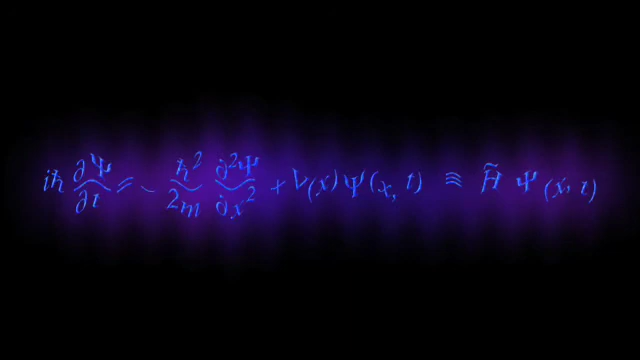 iħ ∂Ψ/∂t = - ħ²/2m ∂²Ψ/∂x² + V(x)Ψ(x, t) ≡ H̃ Ψ(x, t)